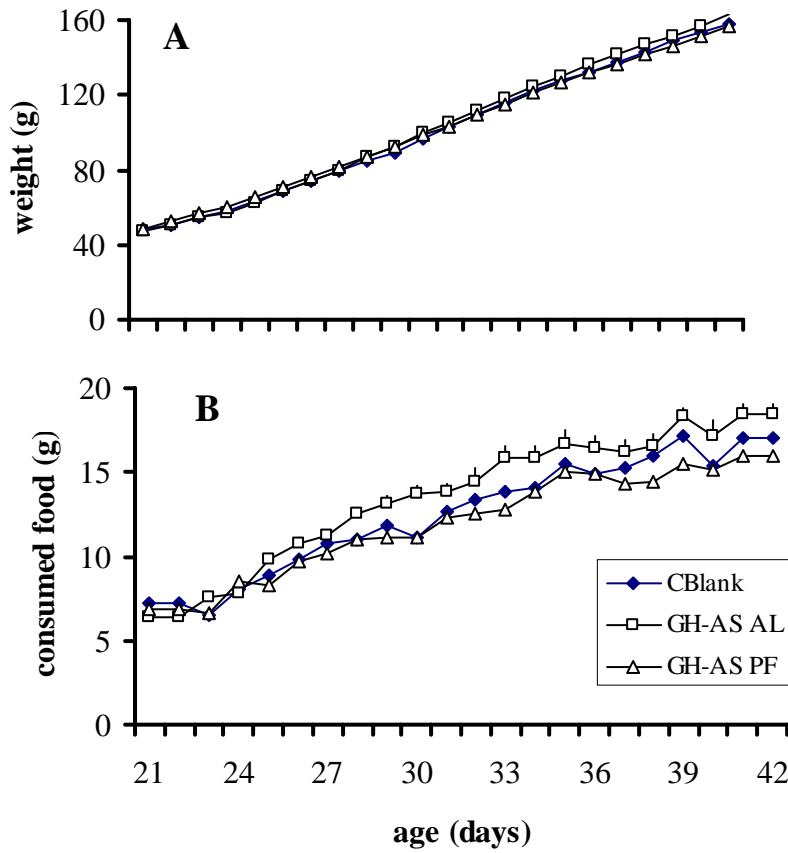 A
weight (g)
160
120
80
40
0
B
consumed food (g)
20
15
10
5
0
CBlank
GH-AS AL
GH-AS PF
21 24 27 30 33 36 39 42
age (days)